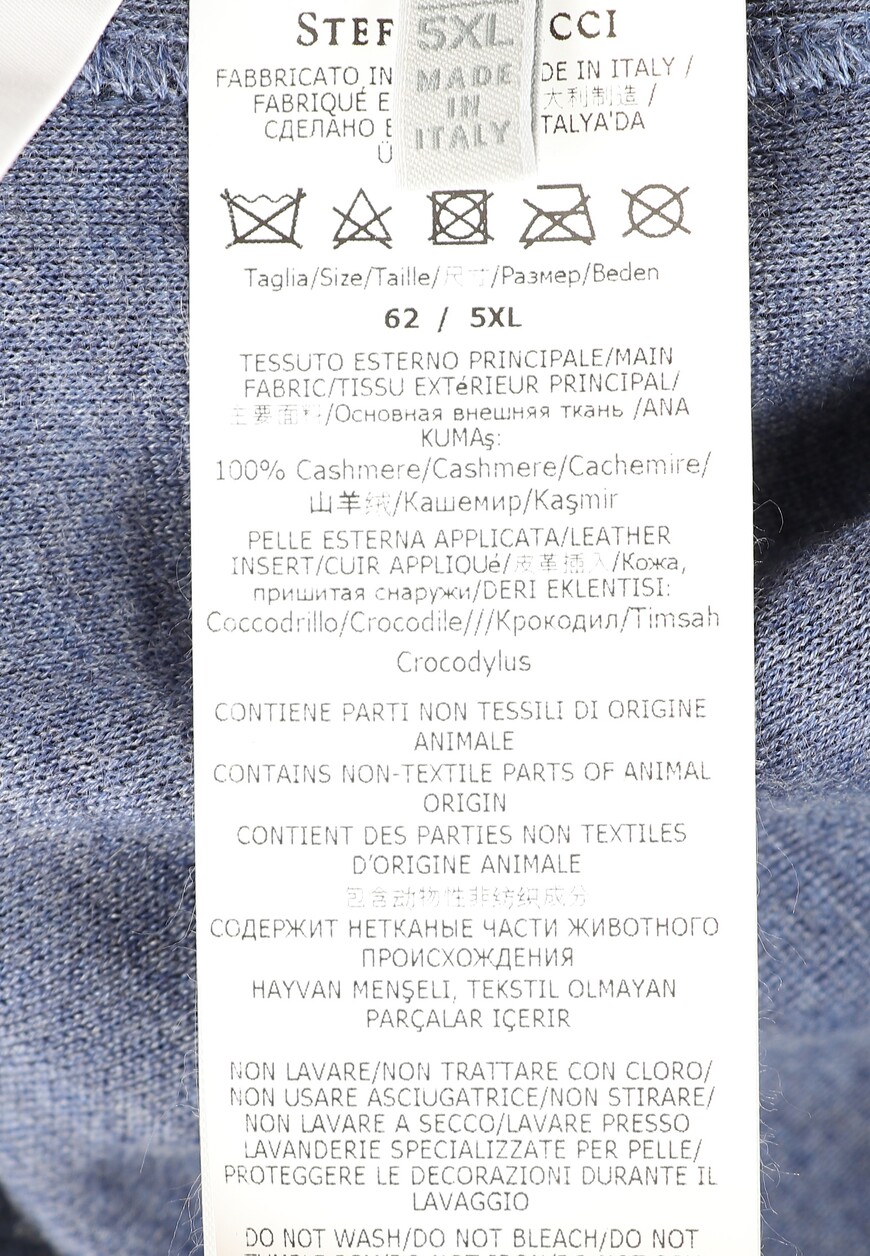 STEF CCI
5XL
MADE
IN
ITALY
FABBRICATO IN DE IN ITALY /
FABRIQUÉ E 大利制造 /
СДЕЛАНО TALYA'DA
Ü
Taglia/Size/Taille/尺寸/Размер/Beden
62 / 5XL
TESSUTO ESTERNO PRINCIPALE/MAIN
FABRIC/TISSU EXTéRIEUR PRINCIPAL/
主要面料/Основная внешняя ткань /ANA
KUMAş:
100% Cashmere/Cashmere/Cachemire/
山羊绒/Кашемир/Kaşmir
PELLE ESTERNA APPLICATA/LEATHER
INSERT/CUIR APPLIQUé/皮革插入/Кожа,
пришитая снаружи/DERI EKLENTISI:
Coccodrillo/Crocodile///Крокодил/Timsah
Crocodylus
CONTIENE PARTI NON TESSILI DI ORIGINE
ANIMALE
CONTAINS NON-TEXTILE PARTS OF ANIMAL
ORIGIN
CONTIENT DES PARTIES NON TEXTILES
D'ORIGINE ANIMALE
包含动物性非纺织成分
СОДЕРЖИТ НЕТКАНЫЕ ЧАСТИ ЖИВОТНОГО
ПРОИСХОЖДЕНИЯ
HAYVAN MENŞELI, TEKSTIL OLMAYAN
PARÇALAR IÇERIR
NON LAVARE/NON TRATTARE CON CLORO/
NON USARE ASCIUGATRICE/NON STIRARE/
NON LAVARE A SECCO/LAVARE PRESSO
LAVANDERIE SPECIALIZZATE PER PELLE/
PROTEGGERE LE DECORAZIONI DURANTE IL
LAVAGGIO
DO NOT WASH/DO NOT BLEACH/DO NOT